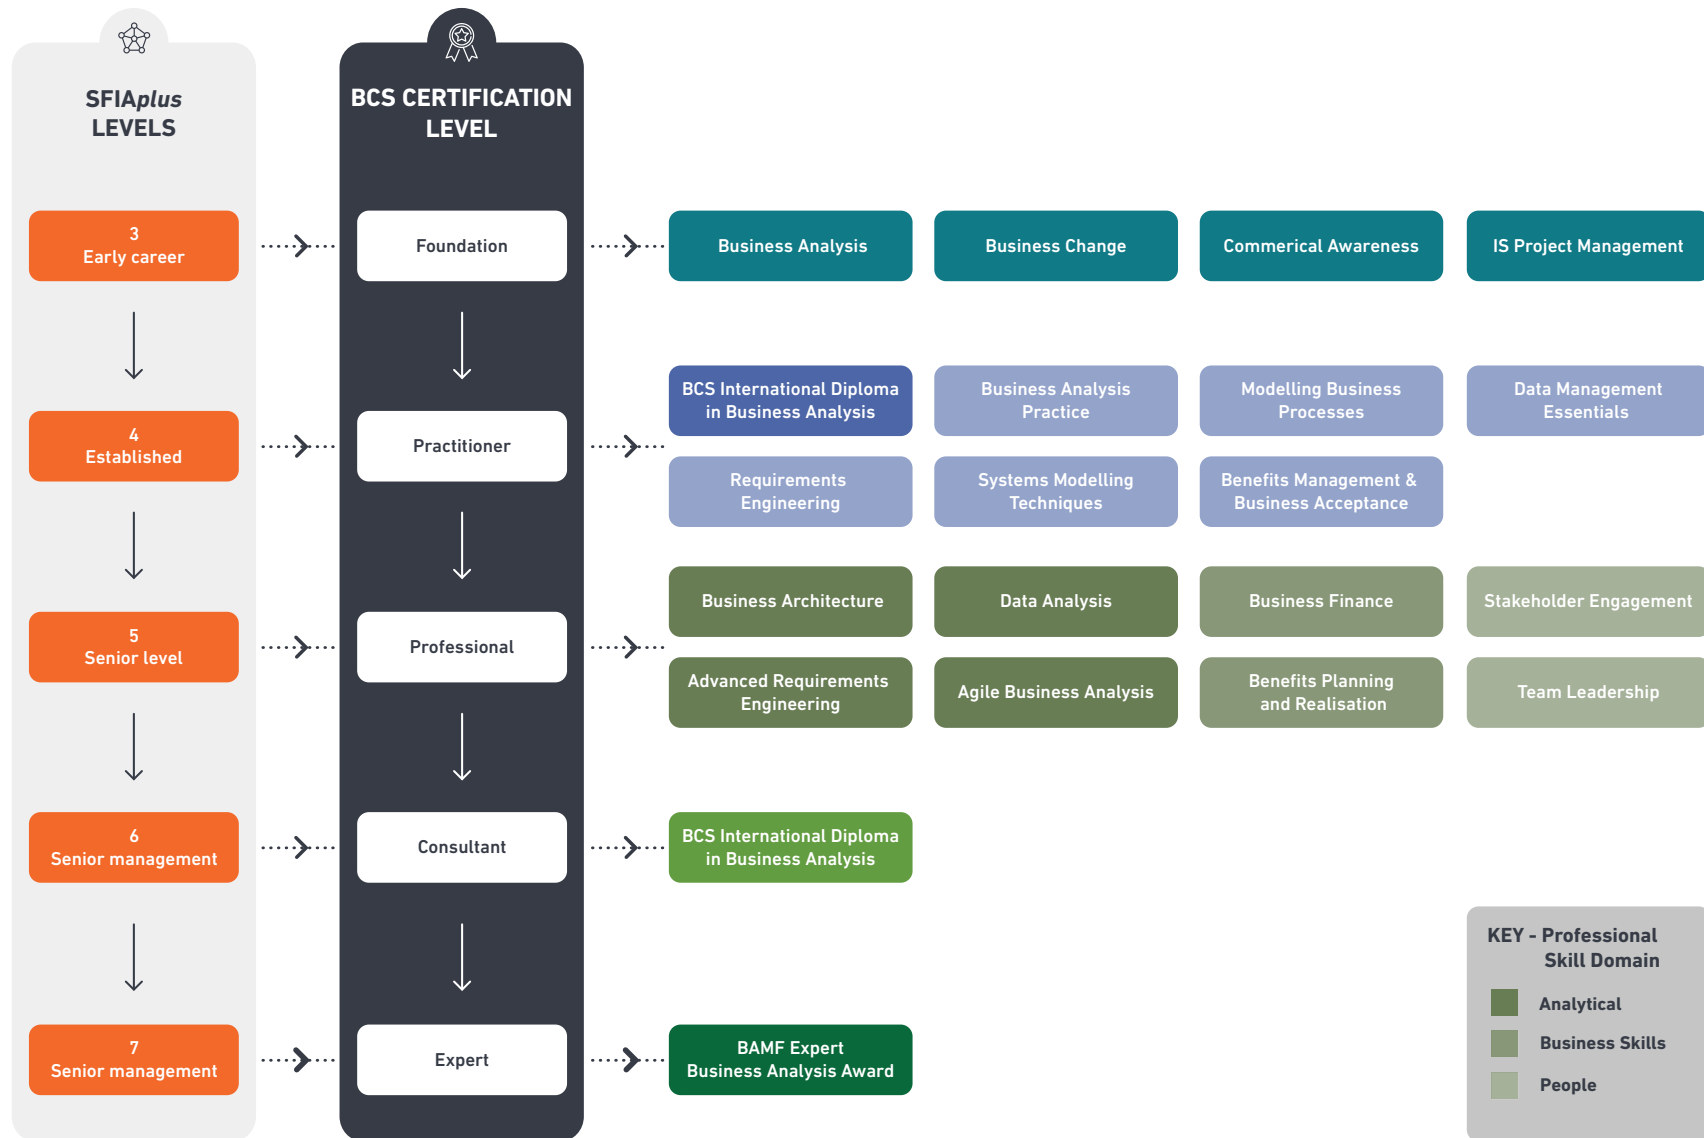 SFIAplus
LEVELS
BCS CERTIFICATION
LEVEL
3
Early career
Foundation
Business Analysis
Business Change
Commerical Awareness
IS Project Management
4
Established
Practitioner
BCS International Diploma
in Business Analysis
Business Analysis
Practice
Modelling Business
Processes
Data Management
Essentials
Requirements
Engineering
Systems Modelling
Techniques
Benefits Management &
Business Acceptance
5
Senior level
Professional
Business Architecture
Data Analysis
Business Finance
Stakeholder Engagement
Advanced Requirements
Engineering
Agile Business Analysis
Benefits Planning
and Realisation
Team Leadership
6
Senior management
Consultant
BCS International Diploma
in Business Analysis
7
Senior management
Expert
BAMF Expert
Business Analysis Award
KEY - Professional
Skill Domain
Analytical
Business Skills
People